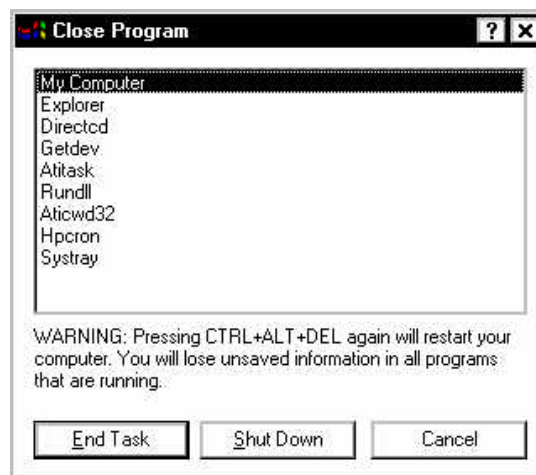 Close Program
My Computer
Explorer
Directcd
Getdev
Atitask
Rundll
Aticwd32
Hpcron
Systray
WARNING: Pressing CTRL+ALT+DEL again will restart your
computer. You will lose unsaved information in all programs
that are running.
End Task Shut Down Cancel